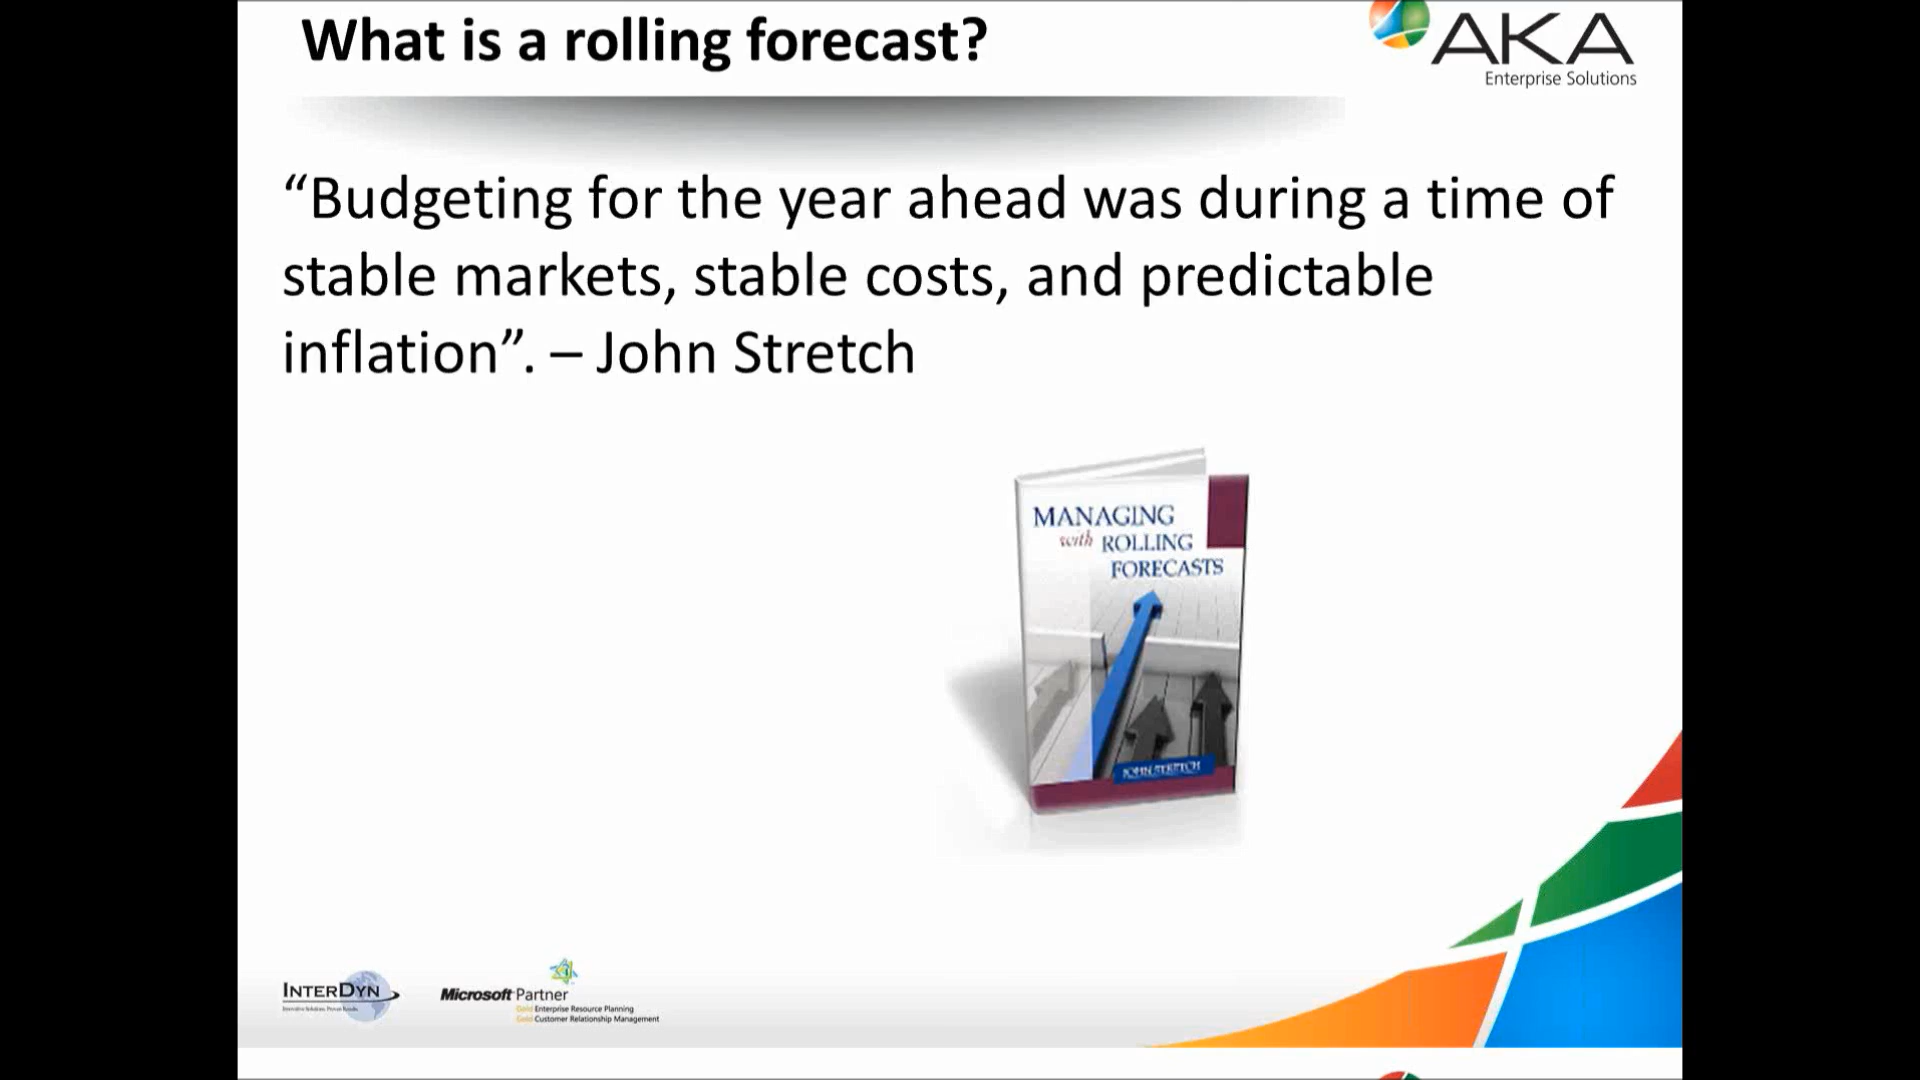 What is a rolling forecast?
AKA
Enterprise Solutions
“Budgeting for the year ahead was during a time of
stable markets, stable costs, and predictable
inflation”. – John Stretch
MANAGING
with ROLLING
FORECASTS
JOHN STRETCH
INTERDYN
Microsoft Partner
Gold Enterprise Resource Planning
Gold Customer Relationship Management